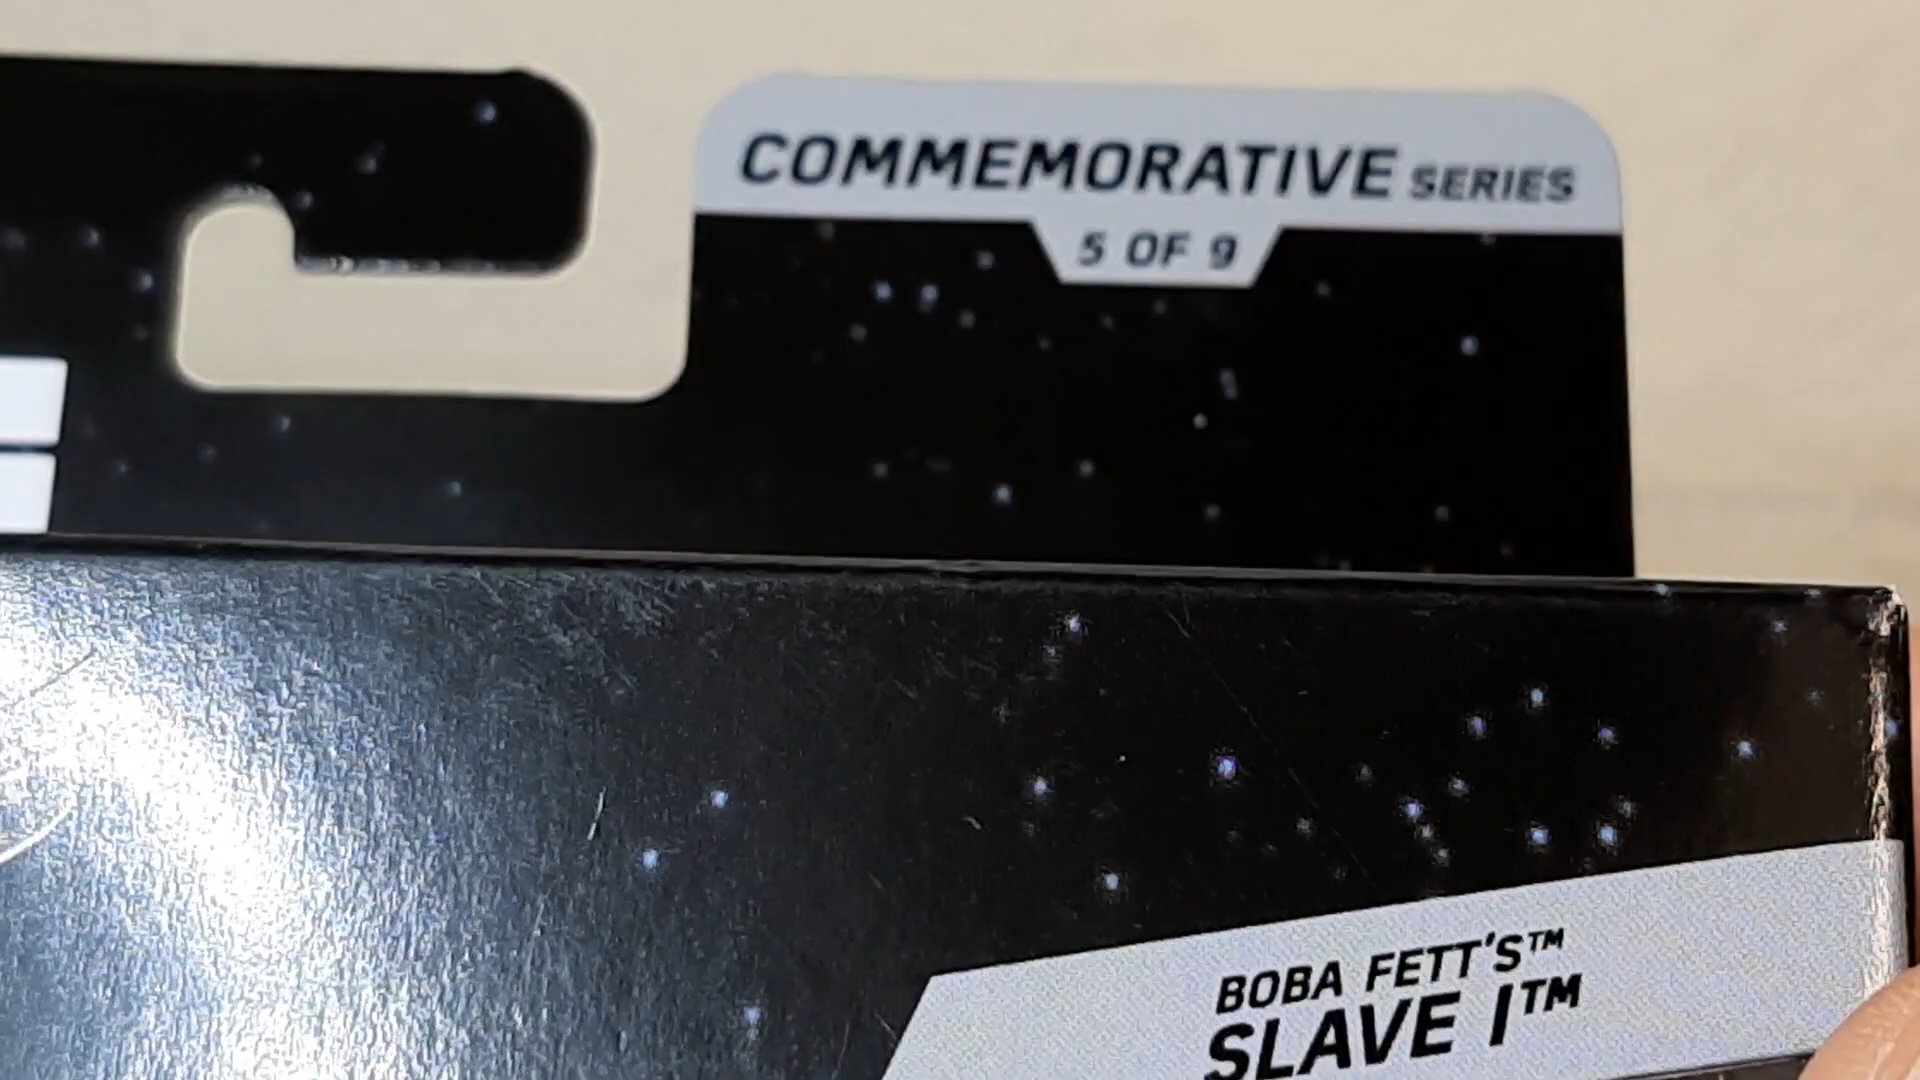 COMMEMORATIVE SERIES
5 OF 9
BOBA FETT'S™
SLAVE I™